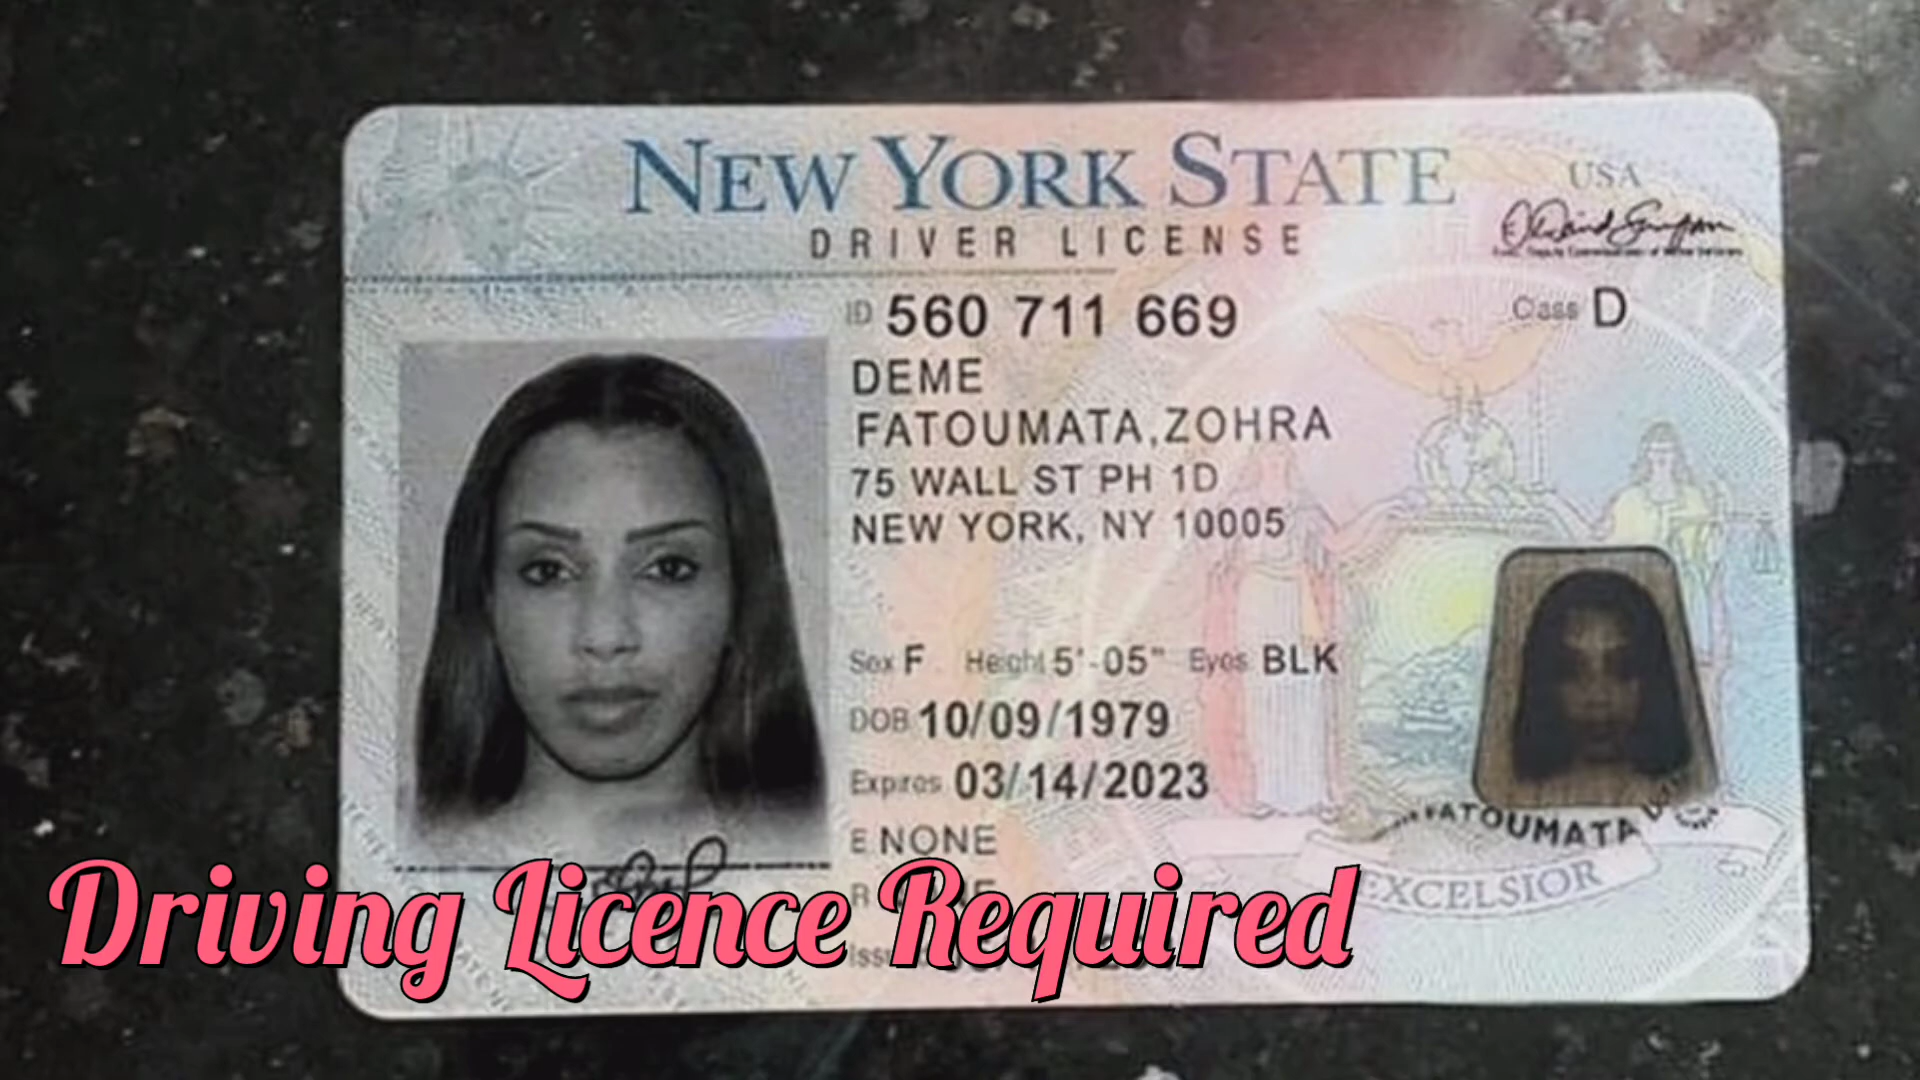 NEW YORK STATE
USA
DRIVER LICENSE
ID 560 711 669
Class D
DEME
FATOUMATA,ZOHRA
75 WALL ST PH 1D
NEW YORK, NY 10005
Sex F Height 5'-05" Eyes BLK
DOB 10/09/1979
Expires 03/14/2023
E NONE
FATOUMATA
R
EXCELSIOR
Driving Licence Required